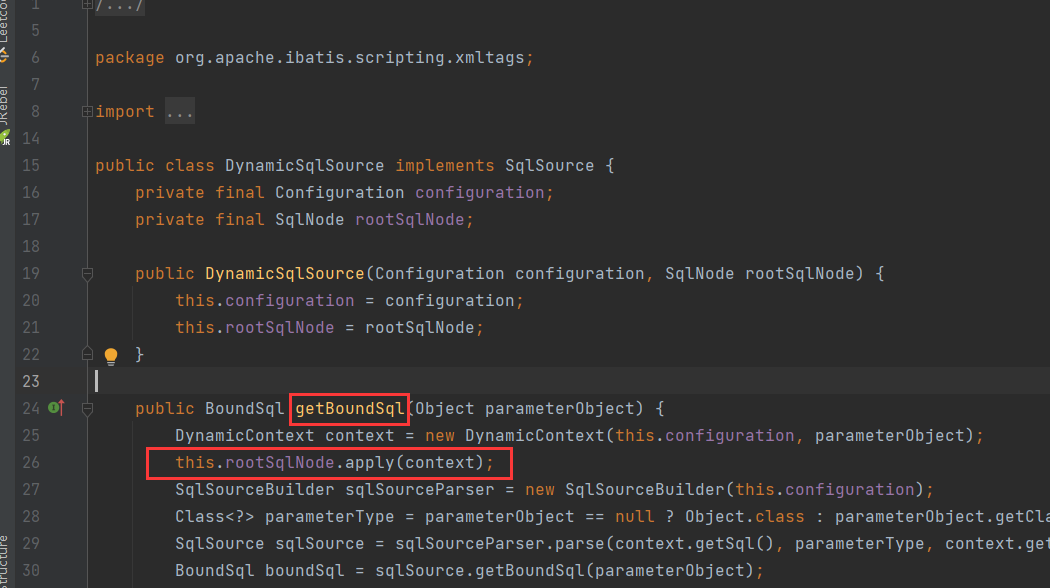 Leetcod
JRebel
JR
Structure
1 /.../
5
6 package org.apache.ibatis.scripting.xmltags;
7
8 import ...
14
15 public class DynamicSqlSource implements SqlSource {
16 private final Configuration configuration;
17 private final SqlNode rootSqlNode;
18
19 public DynamicSqlSource(Configuration configuration, SqlNode rootSqlNode) {
20 this.configuration = configuration;
21 this.rootSqlNode = rootSqlNode;
22 }
23
24 public BoundSql getBoundSql(Object parameterObject) {
25 DynamicContext context = new DynamicContext(this.configuration, parameterObject);
26 this.rootSqlNode.apply(context);
27 SqlSourceBuilder sqlSourceParser = new SqlSourceBuilder(this.configuration);
28 Class<?> parameterType = parameterObject == null ? Object.class : parameterObject.getCla
29 SqlSource sqlSource = sqlSourceParser.parse(context.getSql(), parameterType, context.get
30 BoundSql boundSql = sqlSource.getBoundSql(parameterObject);